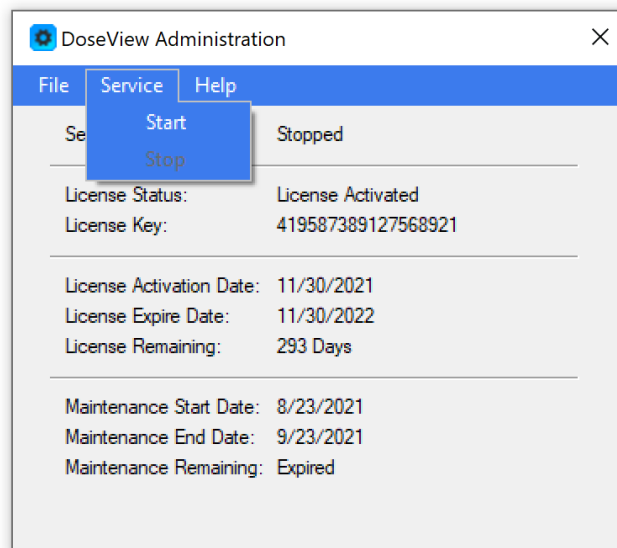 DoseView Administration
File Service Help
Start
Stop
Se Stopped
License Status: License Activated
License Key: 419587389127568921
License Activation Date: 11/30/2021
License Expire Date: 11/30/2022
License Remaining: 293 Days
Maintenance Start Date: 8/23/2021
Maintenance End Date: 9/23/2021
Maintenance Remaining: Expired